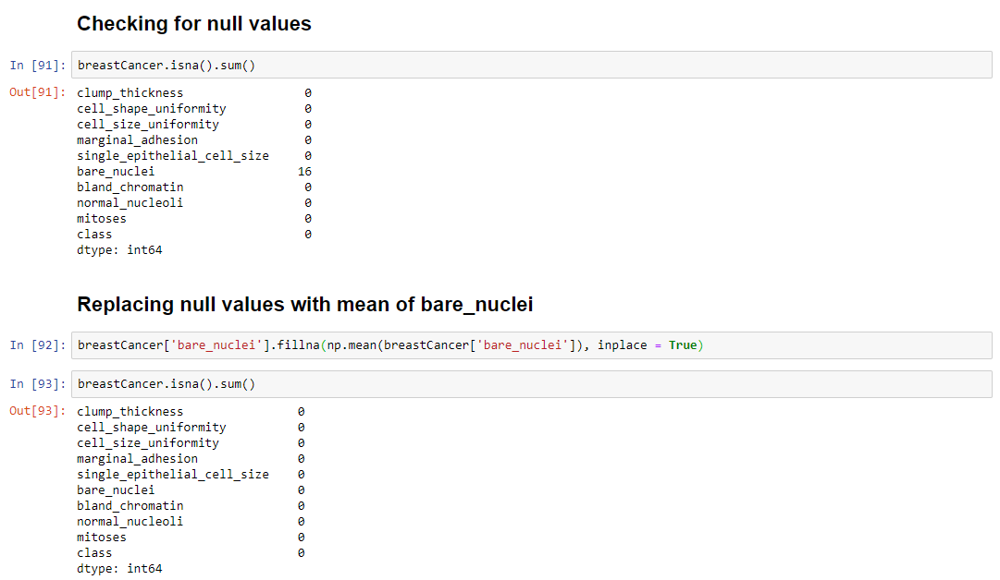 Checking for null values
In [91]: breastCancer.isna().sum()
Out[91]: clump_thickness 0
cell_shape_uniformity 0
cell_size_uniformity 0
marginal_adhesion 0
single_epithelial_cell_size 0
bare_nuclei 16
bland_chromatin 0
normal_nucleoli 0
mitoses 0
class 0
dtype: int64
Replacing null values with mean of bare_nuclei
In [92]: breastCancer['bare_nuclei'].fillna(np.mean(breastCancer['bare_nuclei']), inplace = True)
In [93]: breastCancer.isna().sum()
Out[93]: clump_thickness 0
cell_shape_uniformity 0
cell_size_uniformity 0
marginal_adhesion 0
single_epithelial_cell_size 0
bare_nuclei 0
bland_chromatin 0
normal_nucleoli 0
mitoses 0
class 0
dtype: int64